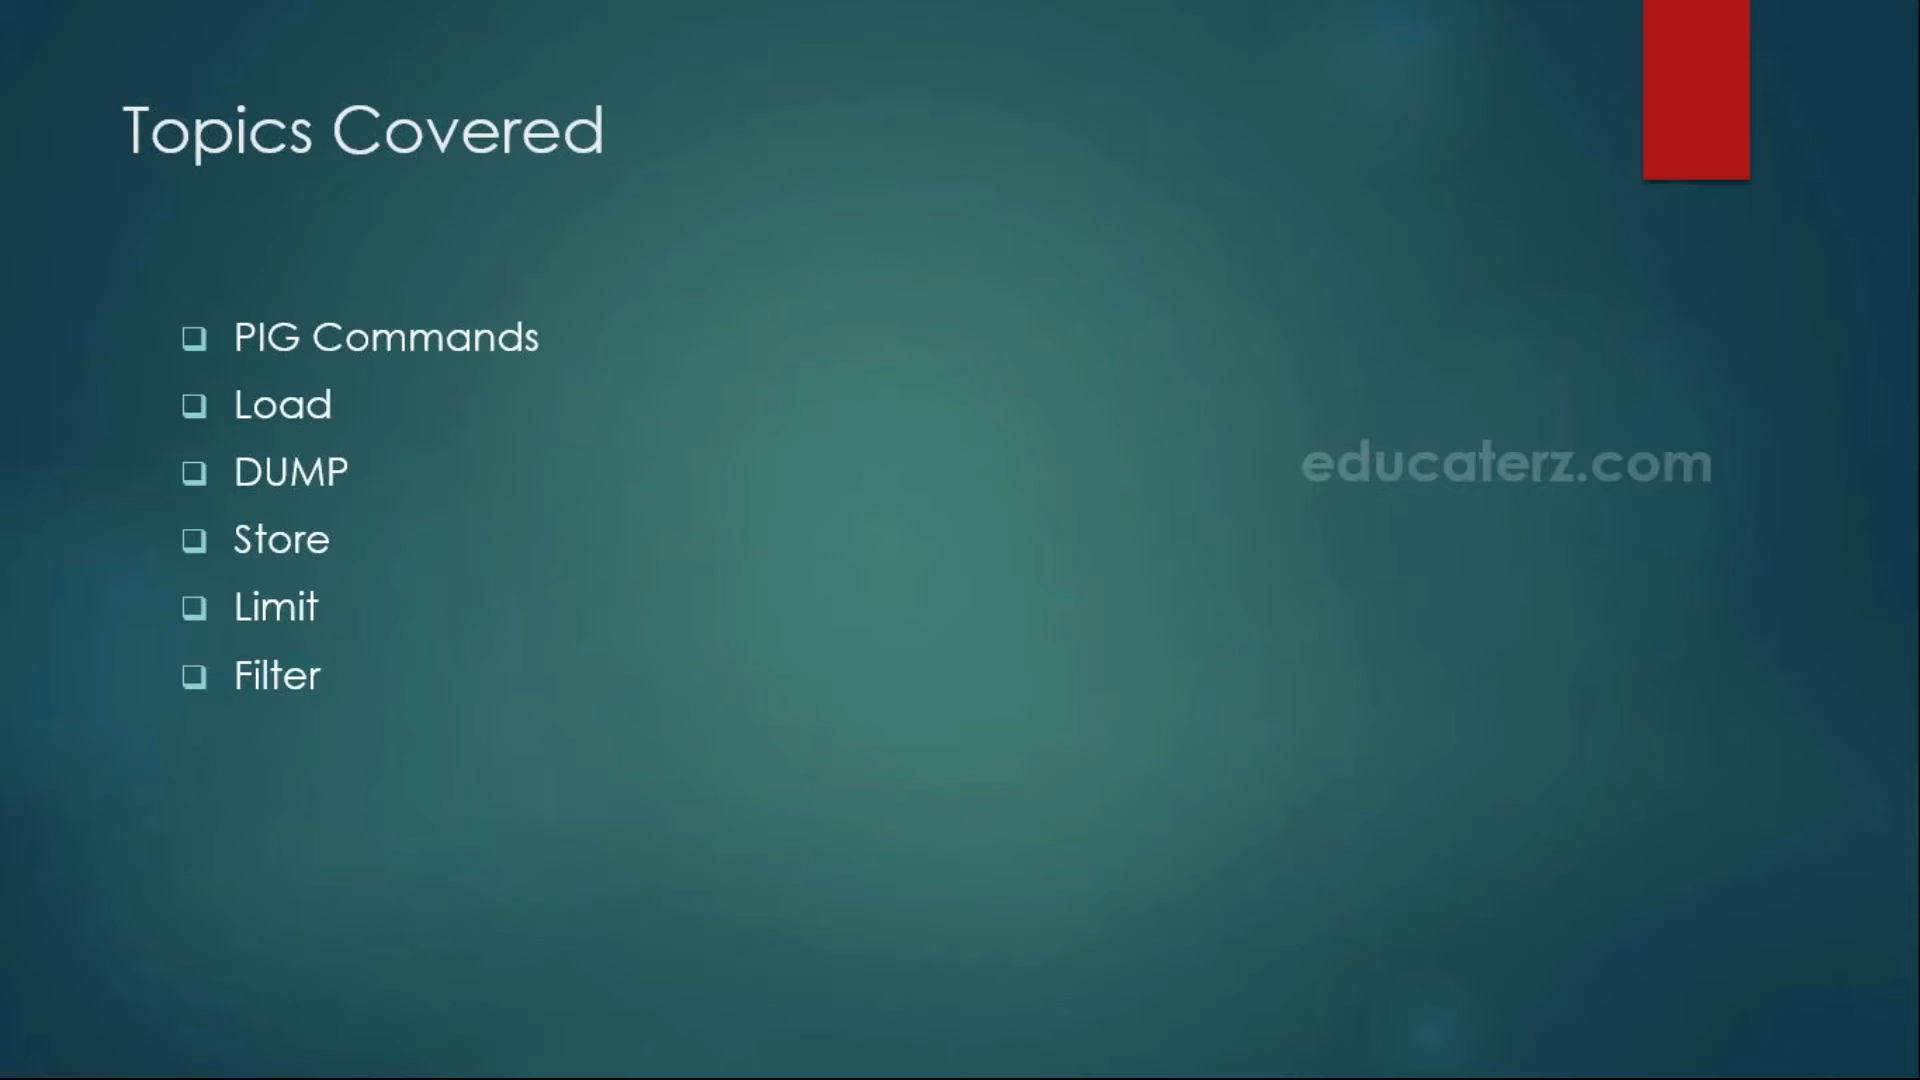 Topics Covered
PIG Commands
Load
DUMP
educaterz.com
Store
Limit
Filter